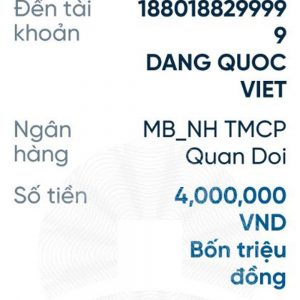 Đến tài khoản
188018829999
9
DANG QUOC
VIET
Ngân hàng
MB_NH TMCP
Quan Doi
Số tiền
4,000,000
VND
Bốn triệu
đồng